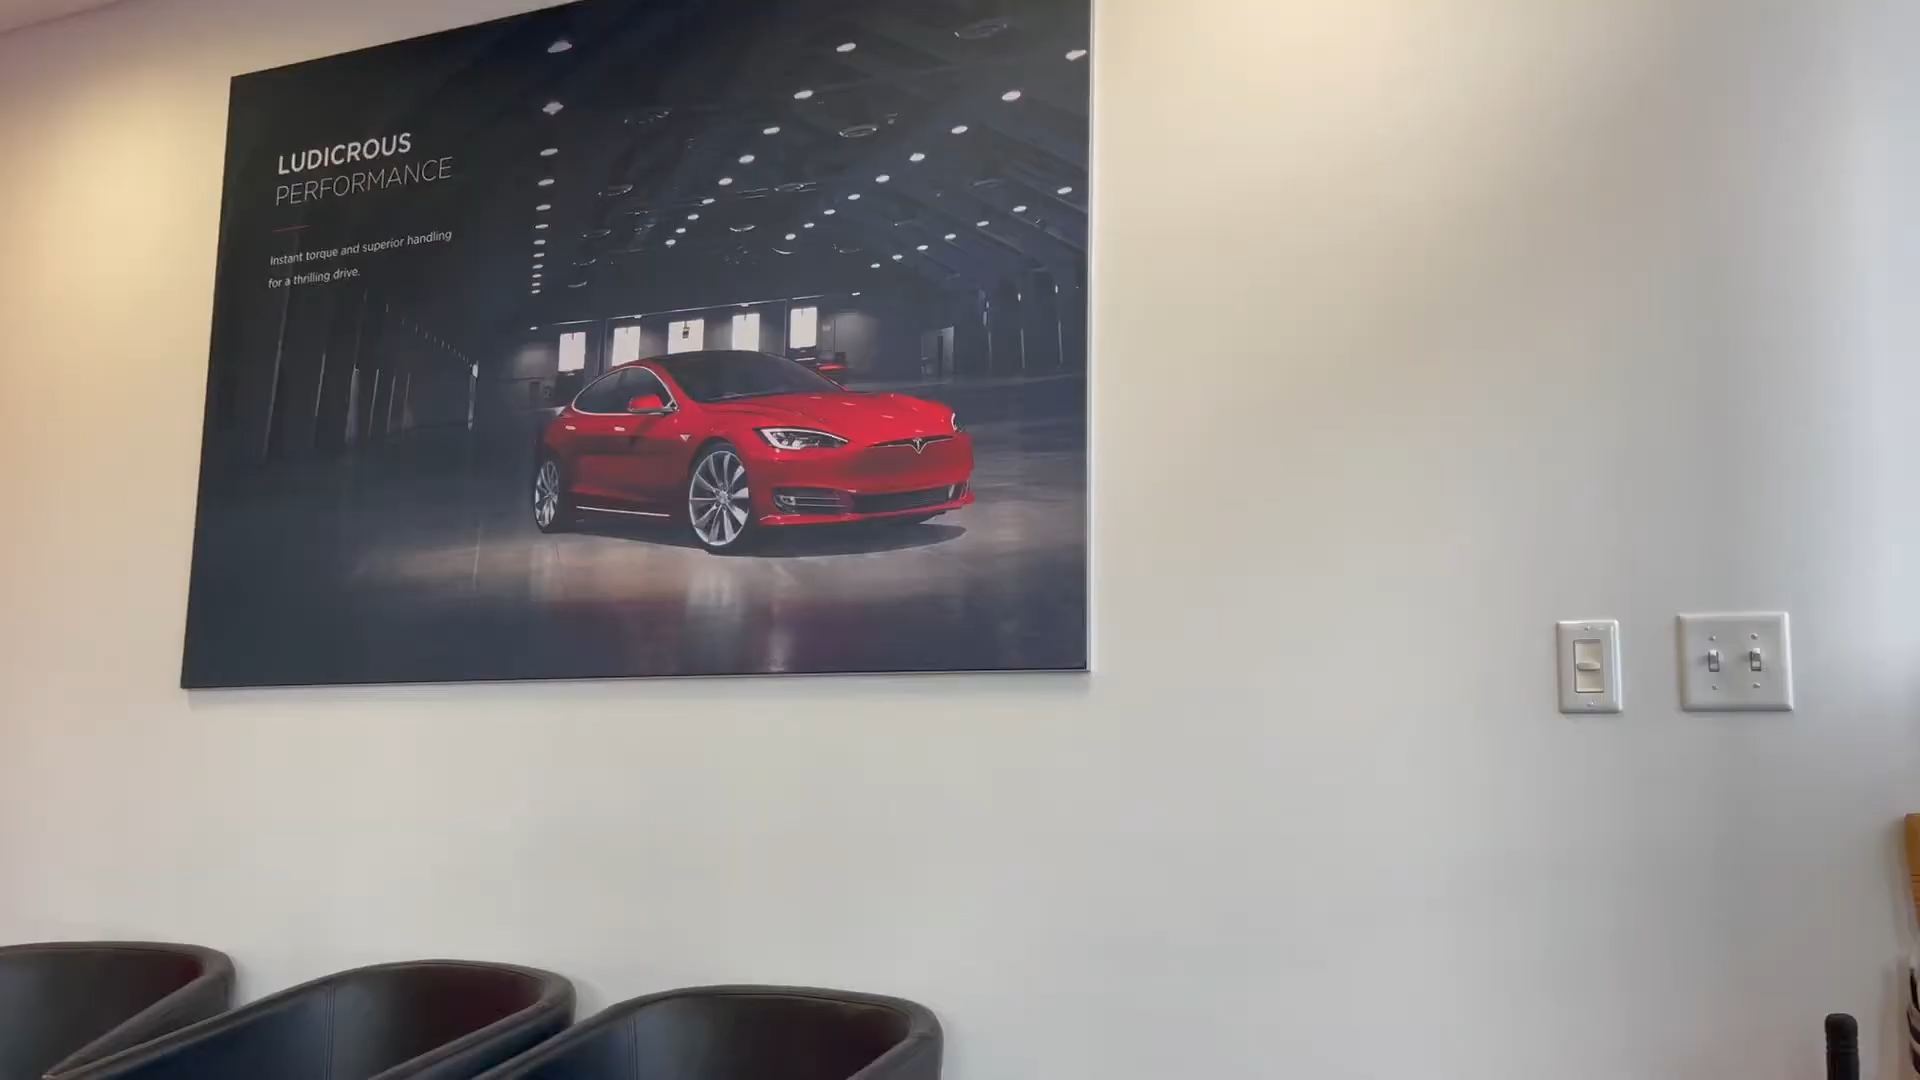 LUDICROUS
PERFORMANCE
Instant torque and superior handling
for a thrilling drive.